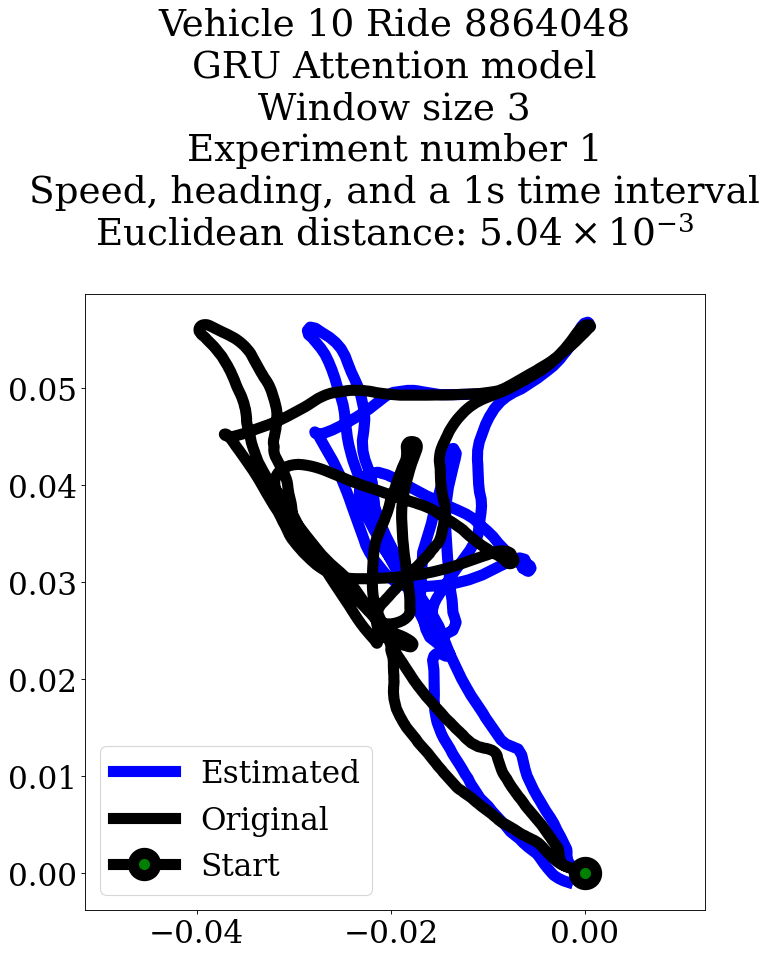 Vehicle 10 Ride 8864048
GRU Attention model
Window size 3
Experiment number 1
Speed, heading, and a 1s time interval
Euclidean distance: 5.04 × 10⁻³
0.05
0.04
0.03
0.02
0.01
0.00
Estimated
Original
Start
−0.04
−0.02
0.00